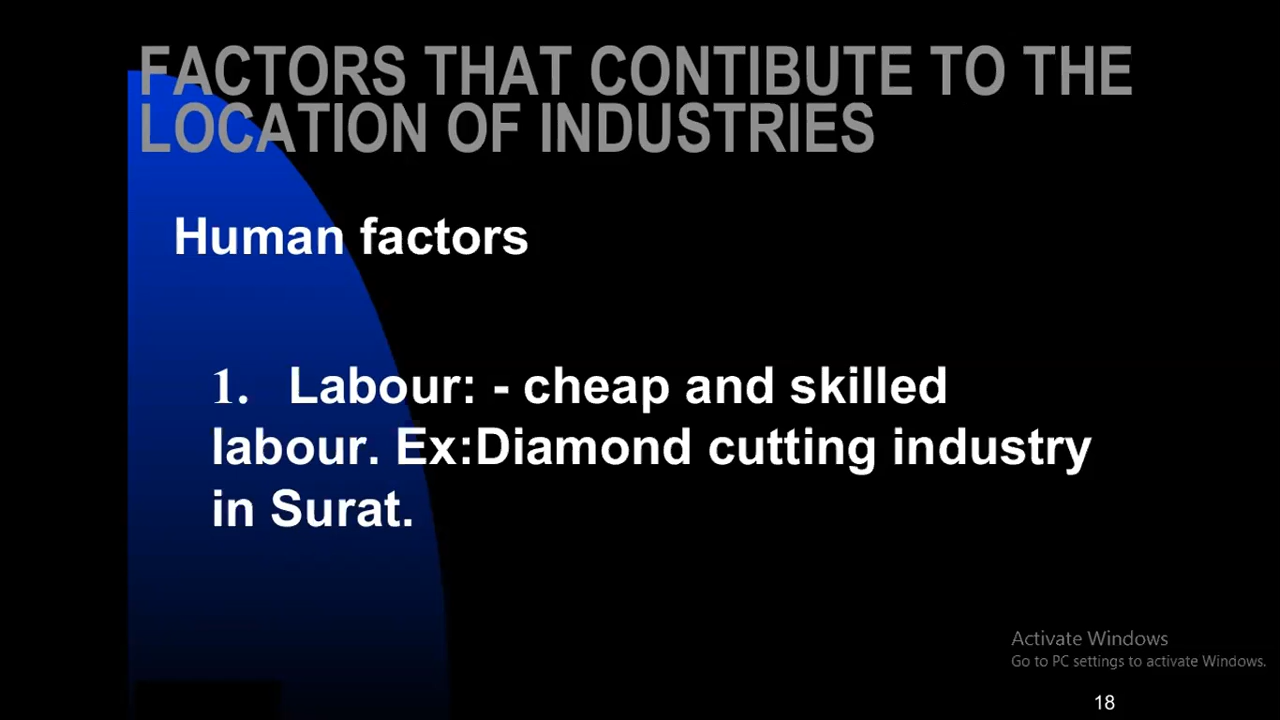 FACTORS THAT CONTIBUTE TO THE
LOCATION OF INDUSTRIES
Human factors
1. Labour: - cheap and skilled
labour. Ex:Diamond cutting industry
in Surat.
Activate Windows
Go to PC settings to activate Windows.
18